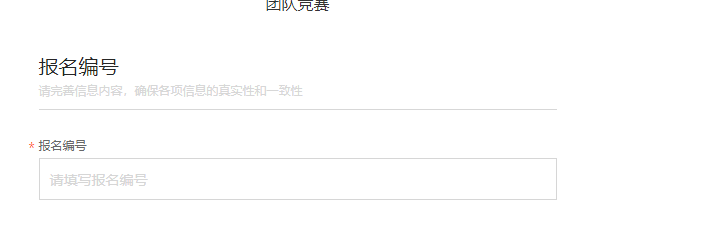 团队竞赛
报名编号
请完善信息内容，确保各项信息的真实性和一致性
* 报名编号
请填写报名编号